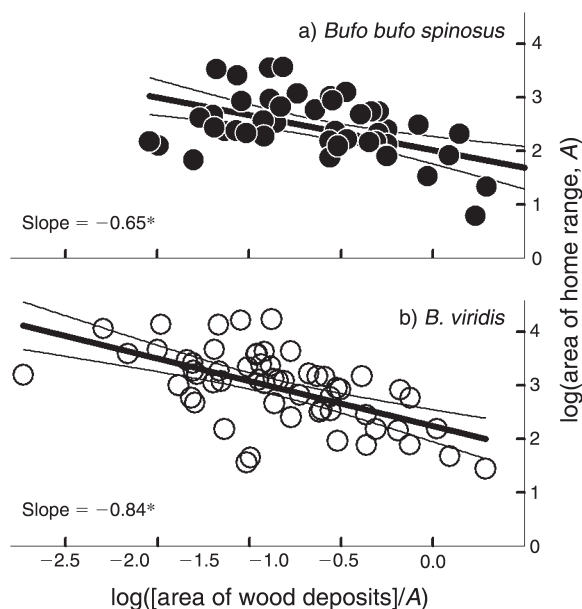 a) Bufo bufo spinosus
4
3
2
1
0
Slope = −0.65*
b) B. viridis
4
3
2
1
0
Slope = −0.84*
log(area of home range, A)
−2.5 −2.0 −1.5 −1.0 −0.5 0.0
log([area of wood deposits]/A)